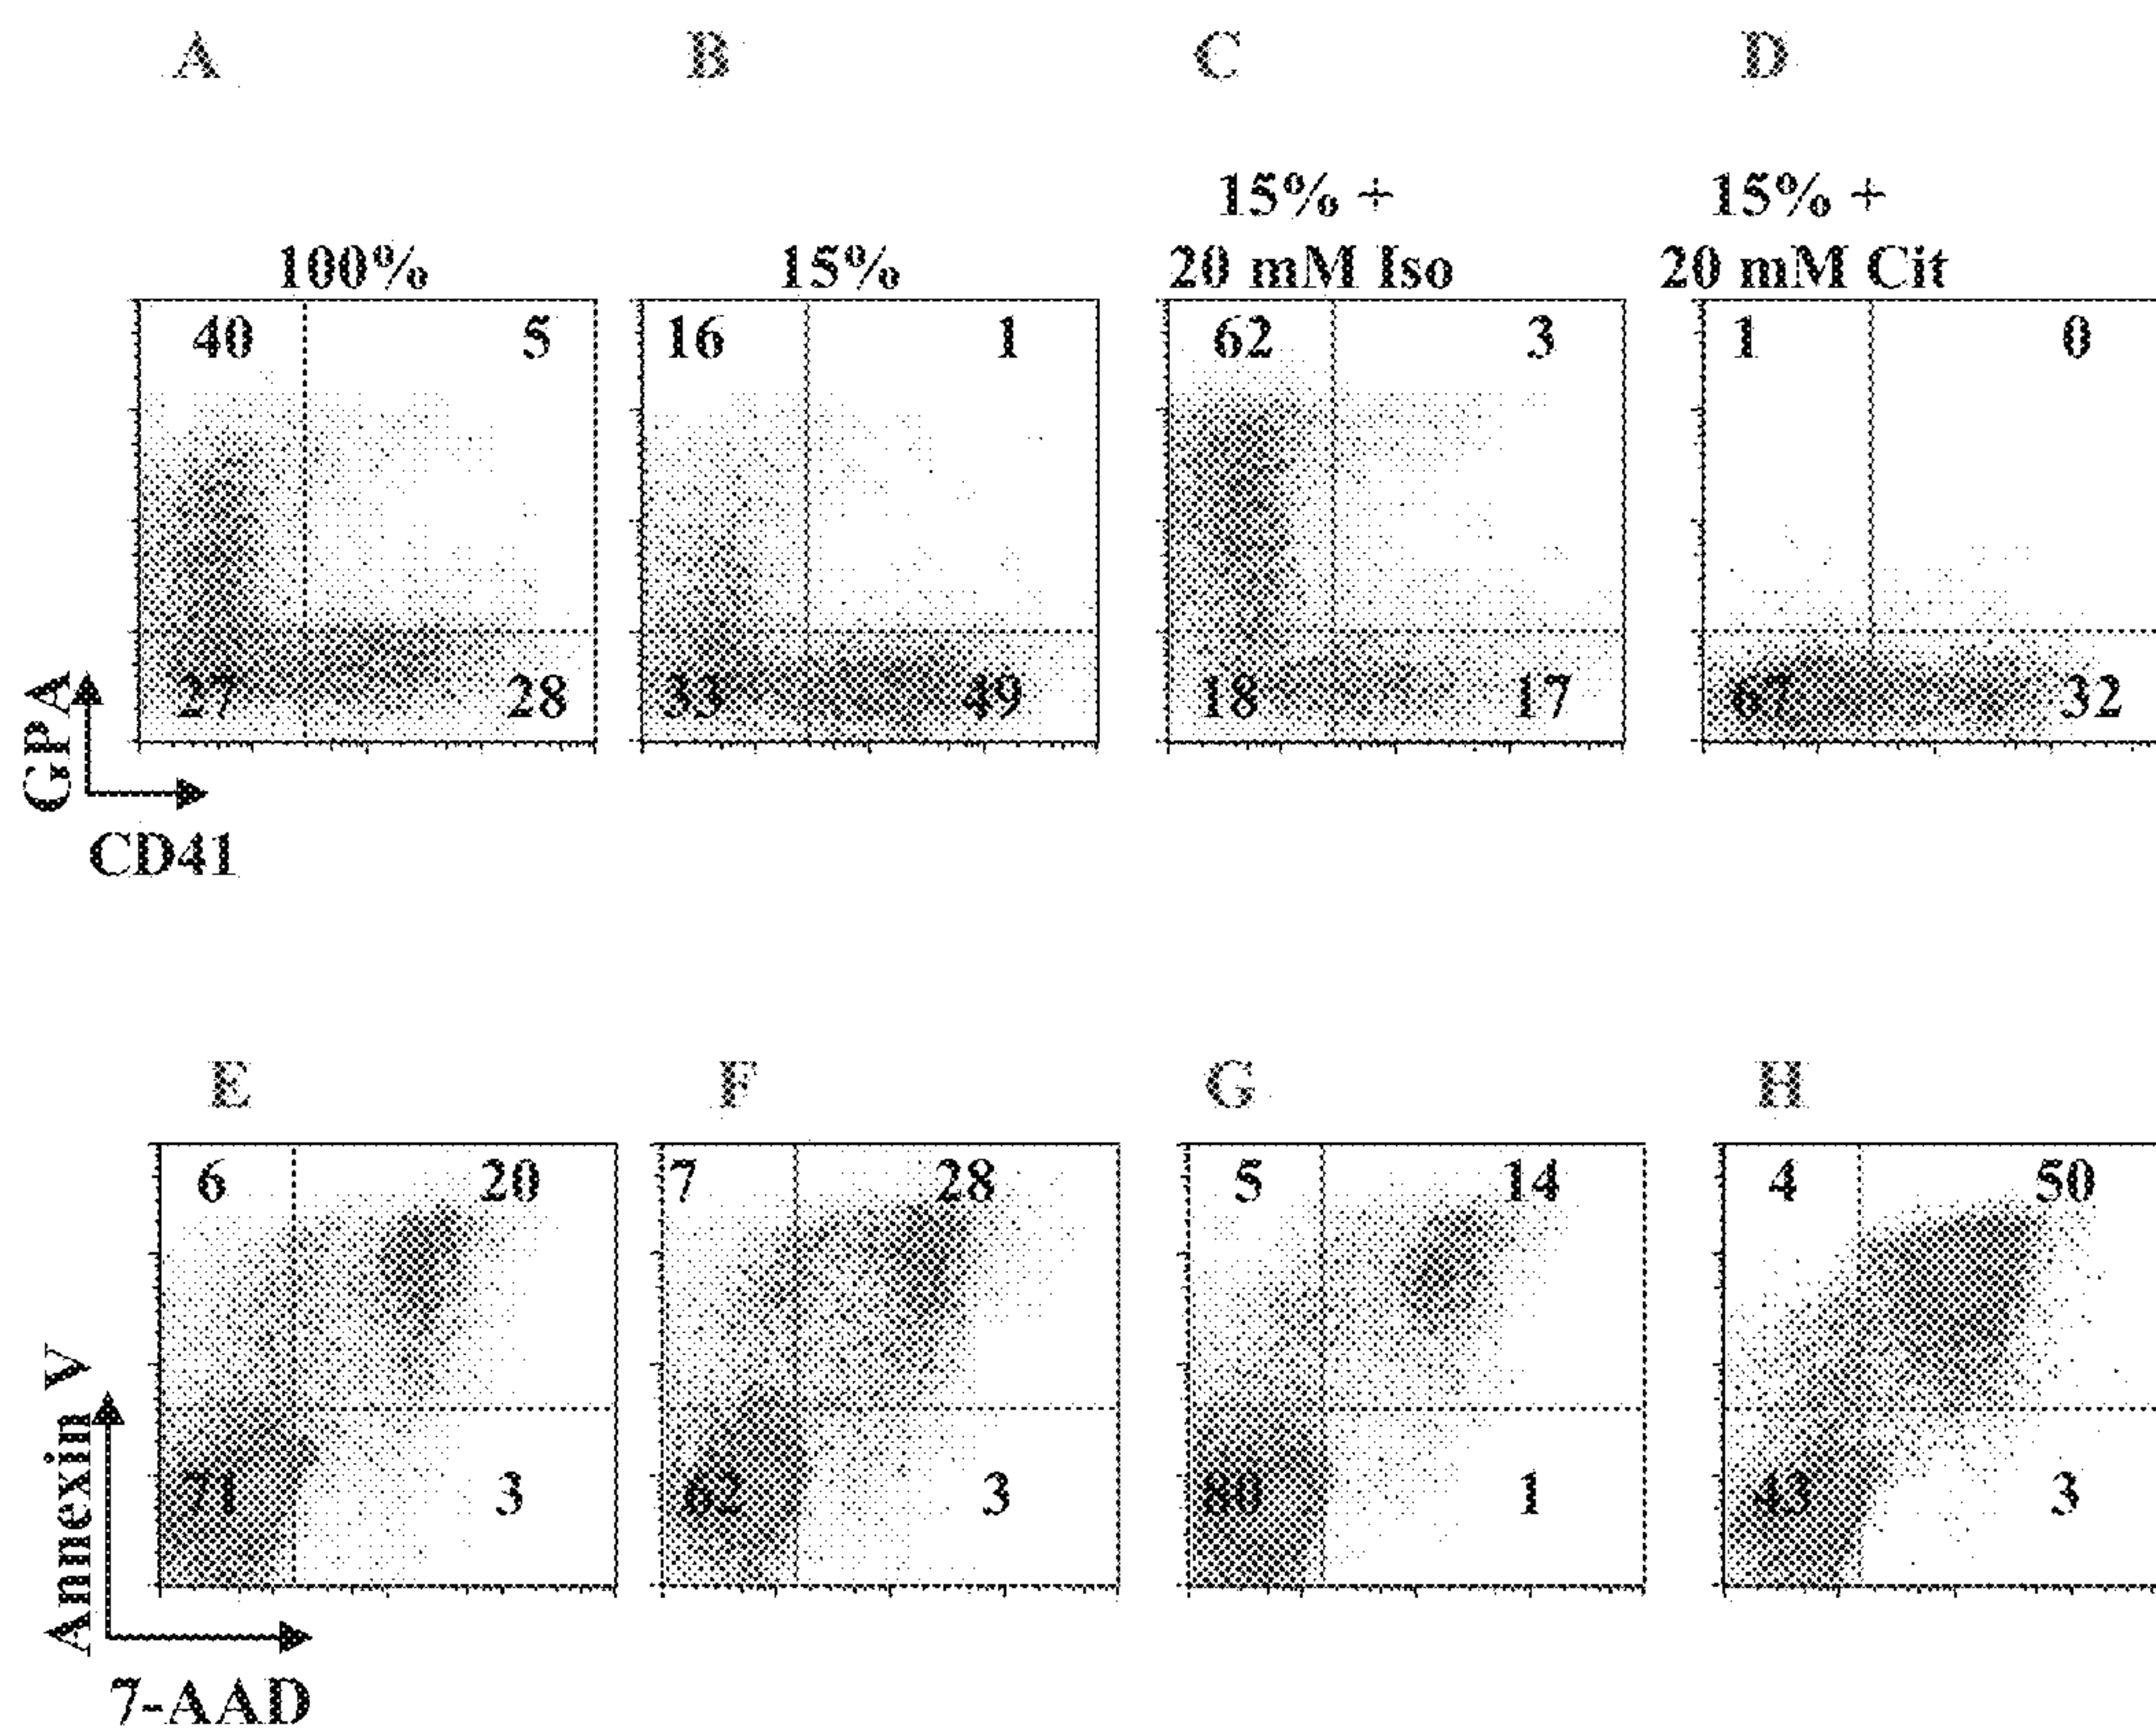 A B C D
15% + 15% +
100% 15% 20 mM Iso 20 mM Cit
40 5 16 1 62 3 1 0
27 28 33 49 18 17 67 32
GPA
CD41
E F G H
6 20 7 28 5 14 4 50
71 3 62 3 80 1 43 3
Annexin V
7-AAD